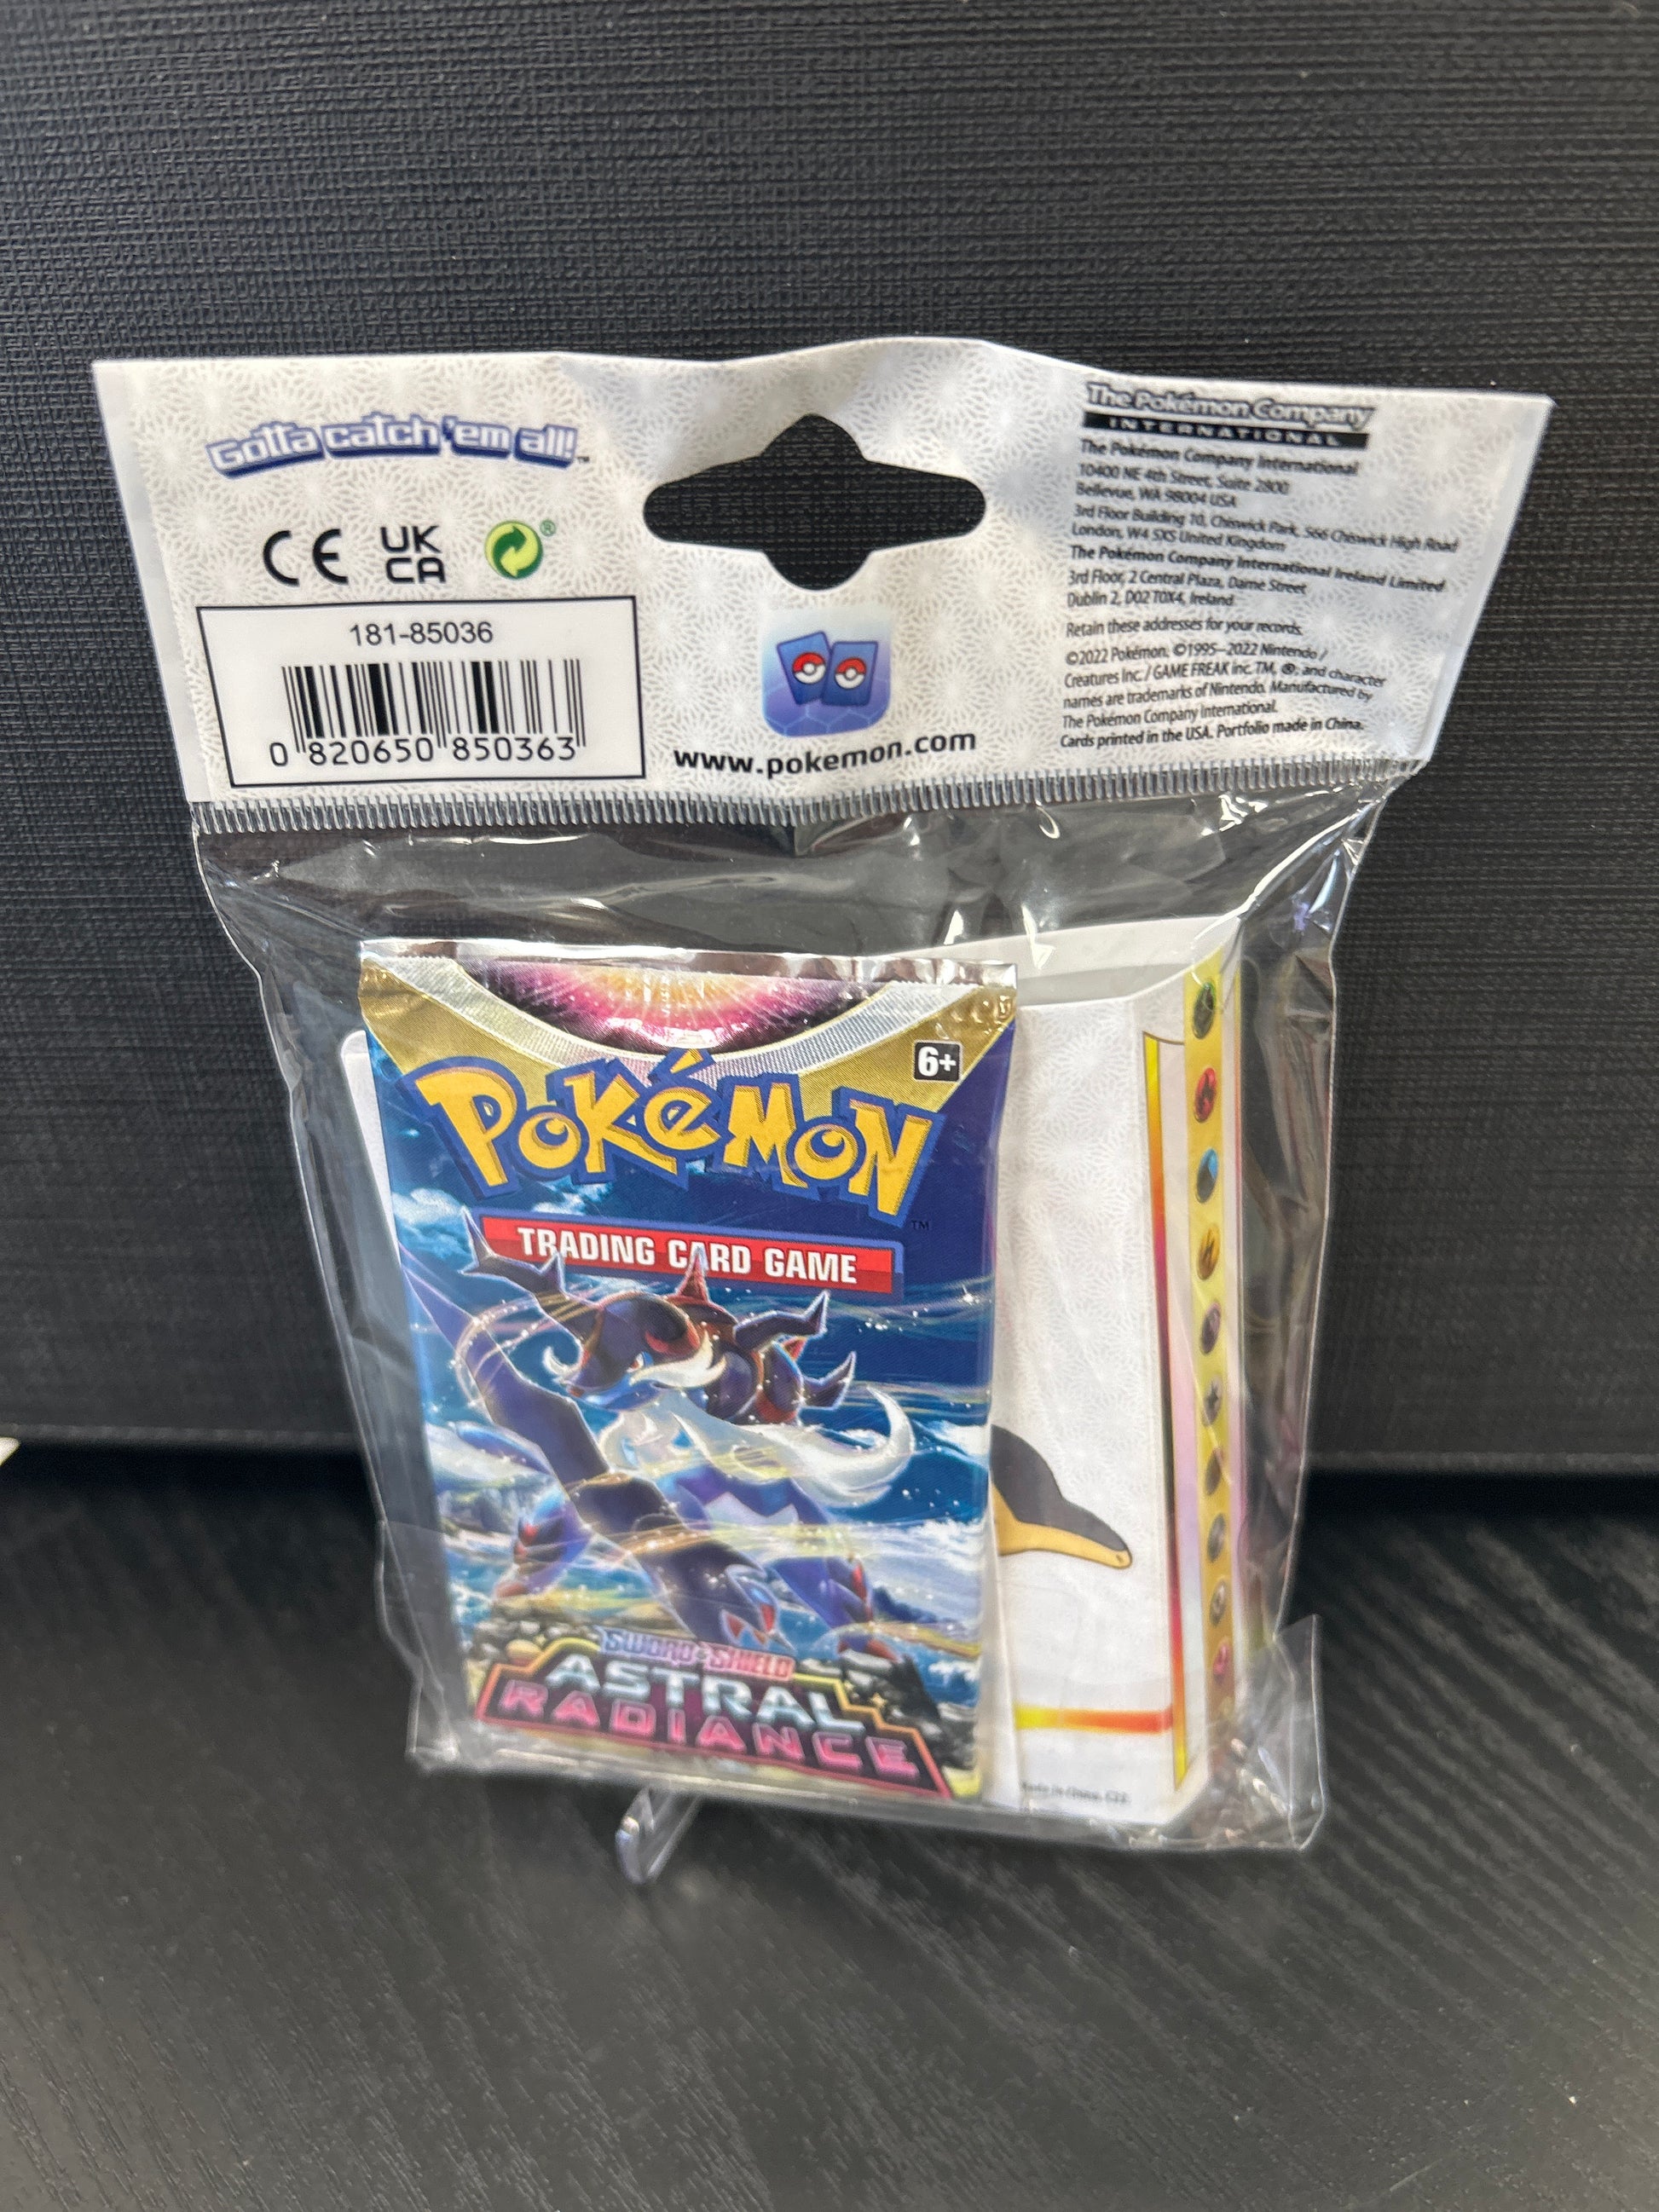 Gotta catch 'em all!™
CE UK
CA ®
181-85036
0 820650 850363
www.pokemon.com
The Pokémon Company
INTERNATIONAL
The Pokémon Company International
10400 NE 4th Street, Suite 2800
Bellevue, WA 98004 USA
3rd Floor Building 10, Chiswick Park, 566 Chiswick High Road
London, W4 5XS United Kingdom
The Pokémon Company International Ireland Limited
3rd Floor, 2 Central Plaza, Dame Street
Dublin 2, D02 T0X4, Ireland
Retain these addresses for your records.
©2022 Pokémon. ©1995–2022 Nintendo /
Creatures Inc. / GAME FREAK inc. TM, ®, and character
names are trademarks of Nintendo. Manufactured by
The Pokémon Company International.
Cards printed in the USA. Portfolio made in China.
6+
POKéMON
TM
TRADING CARD GAME
SWORD & SHIELD
ASTRAL
RADIANCE
Made in China.